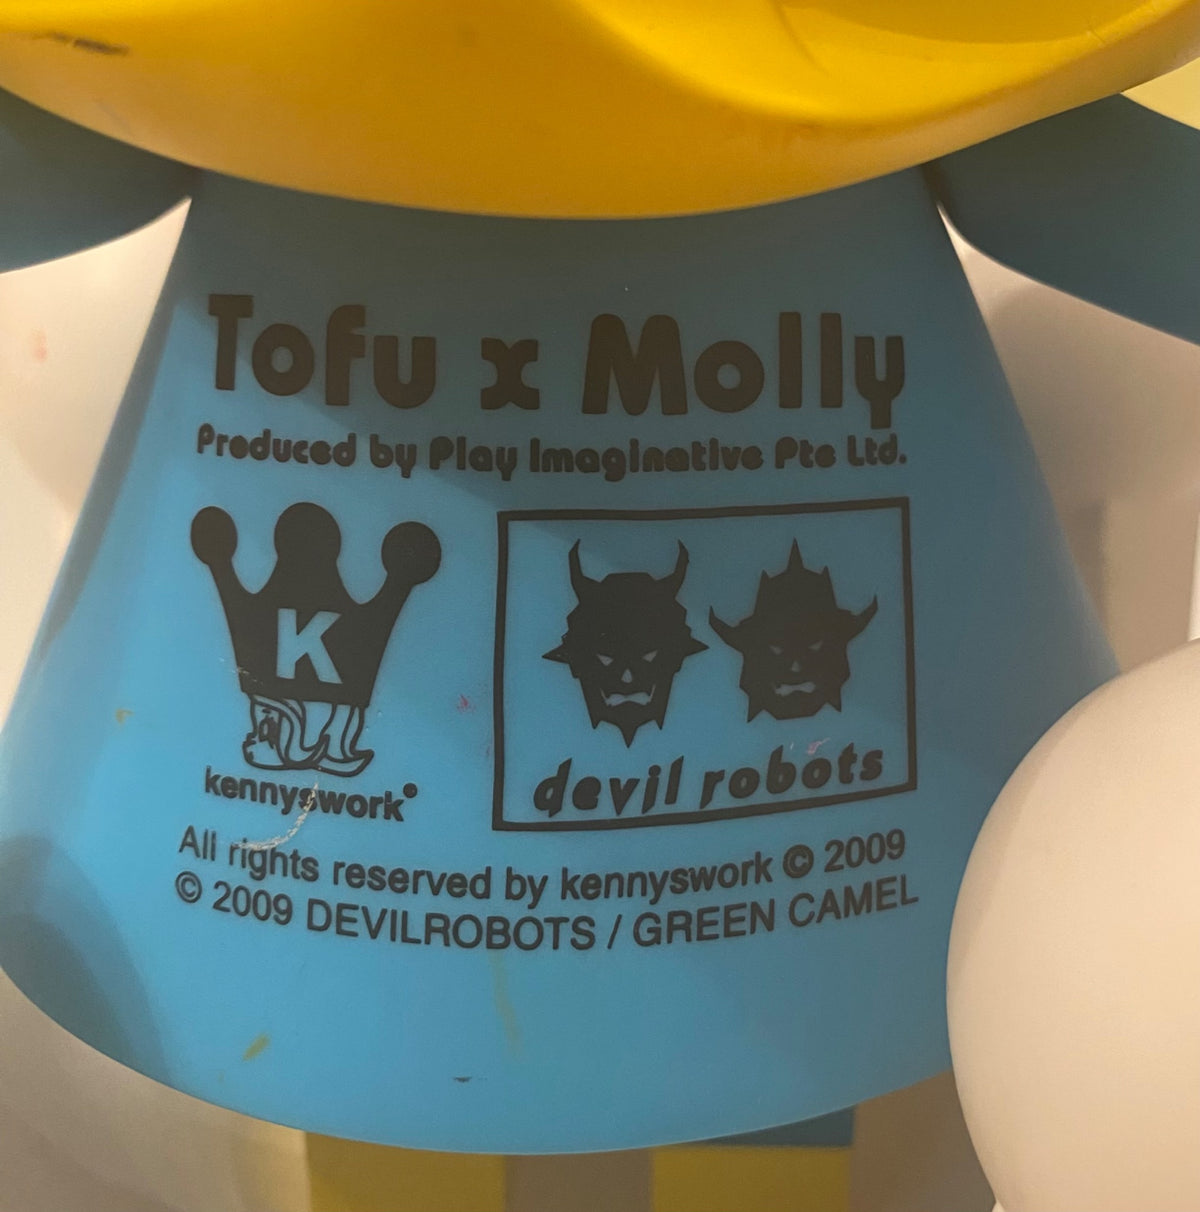 Tofu x Molly
Produced by Play Imaginative Pte Ltd.
K
kennyswork
devil robots
All rights reserved by kennyswork © 2009
© 2009 DEVILROBOTS / GREEN CAMEL